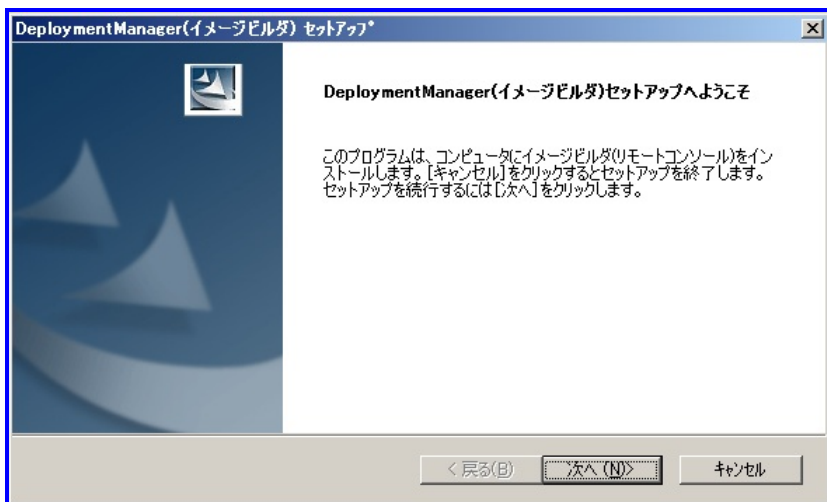 DeploymentManager(イメージビルダ) ｾｯﾄｱｯﾌﾟ
DeploymentManager(イメージビルダ)セットアップへようこそ
このプログラムは、コンピュータにイメージビルダ(リモートコンソール)をイン
ストールします。[キャンセル]をクリックするとセットアップを終了します。
セットアップを続行するには[次へ]をクリックします。
< 戻る(B)
次へ (N)>
ｷｬﾝｾﾙ